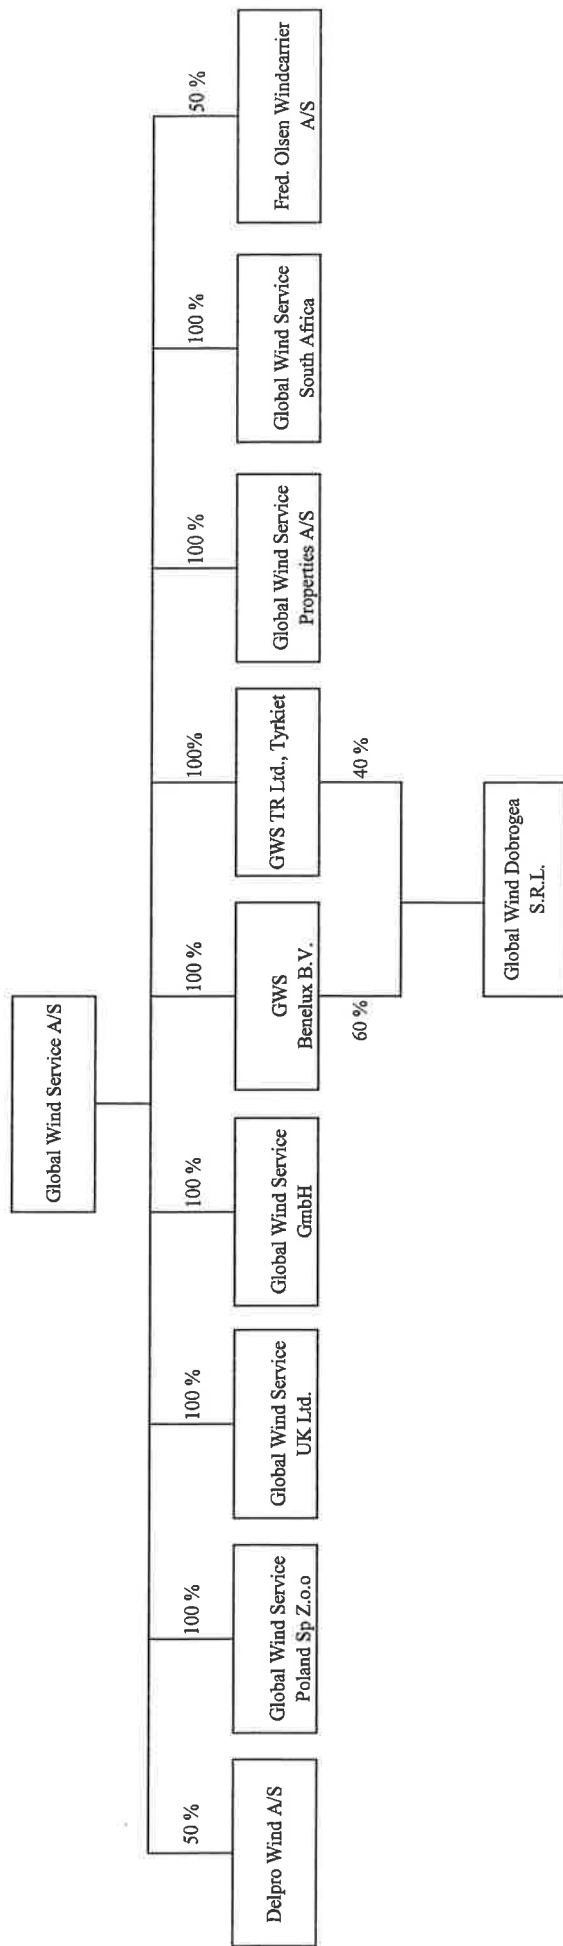 Global Wind Service A/S
50 %
100 %
100 %
100 %
100 %
100%
100 %
100 %
50 %
Delpro Wind A/S
Global Wind Service
Poland Sp Z.o.o
Global Wind Service
UK Ltd.
Global Wind Service
GmbH
GWS
Benelux B.V.
GWS TR Ltd., Tyrkiet
Global Wind Service
Properties A/S
Global Wind Service
South Africa
Fred. Olsen Windcarrier
A/S
60 %
40 %
Global Wind Dobrogea
S.R.L.